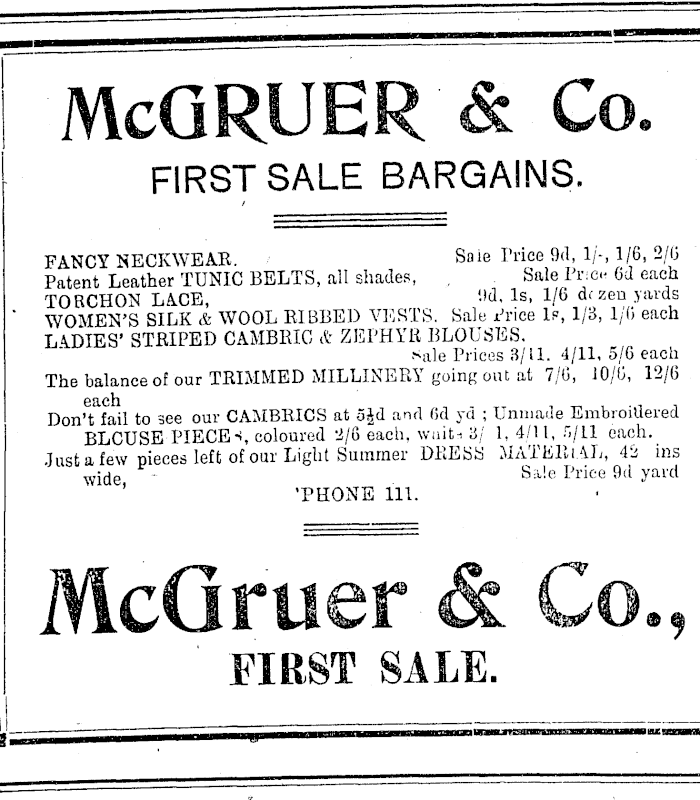 McGRUER & Co.
FIRST SALE BARGAINS.
FANCY NECKWEAR. Sale Price 9d, 1/-, 1/6, 2/6
Patent Leather TUNIC BELTS, all shades, Sale Price 6d each
TORCHON LACE, 9d, 1s, 1/6 dozen yards
WOMEN'S SILK & WOOL RIBBED VESTS. Sale Price 1s, 1/3, 1/6 each
LADIES' STRIPED CAMBRIC & ZEPHYR BLOUSES.
Sale Prices 3/11. 4/11, 5/6 each
The balance of our TRIMMED MILLINERY going out at 7/6, 10/6, 12/6
each
Don't fail to see our CAMBRICS at 5½d and 6d yd ; Unmade Embroidered
BLOUSE PIECES, coloured 2/6 each, 4/11, 5/11 each.
Just a few pieces left of our Light Summer DRESS MATERIAL, 42 ins
wide, Sale Price 9d yard
'PHONE 111.
McGruer & Co.,
FIRST SALE.